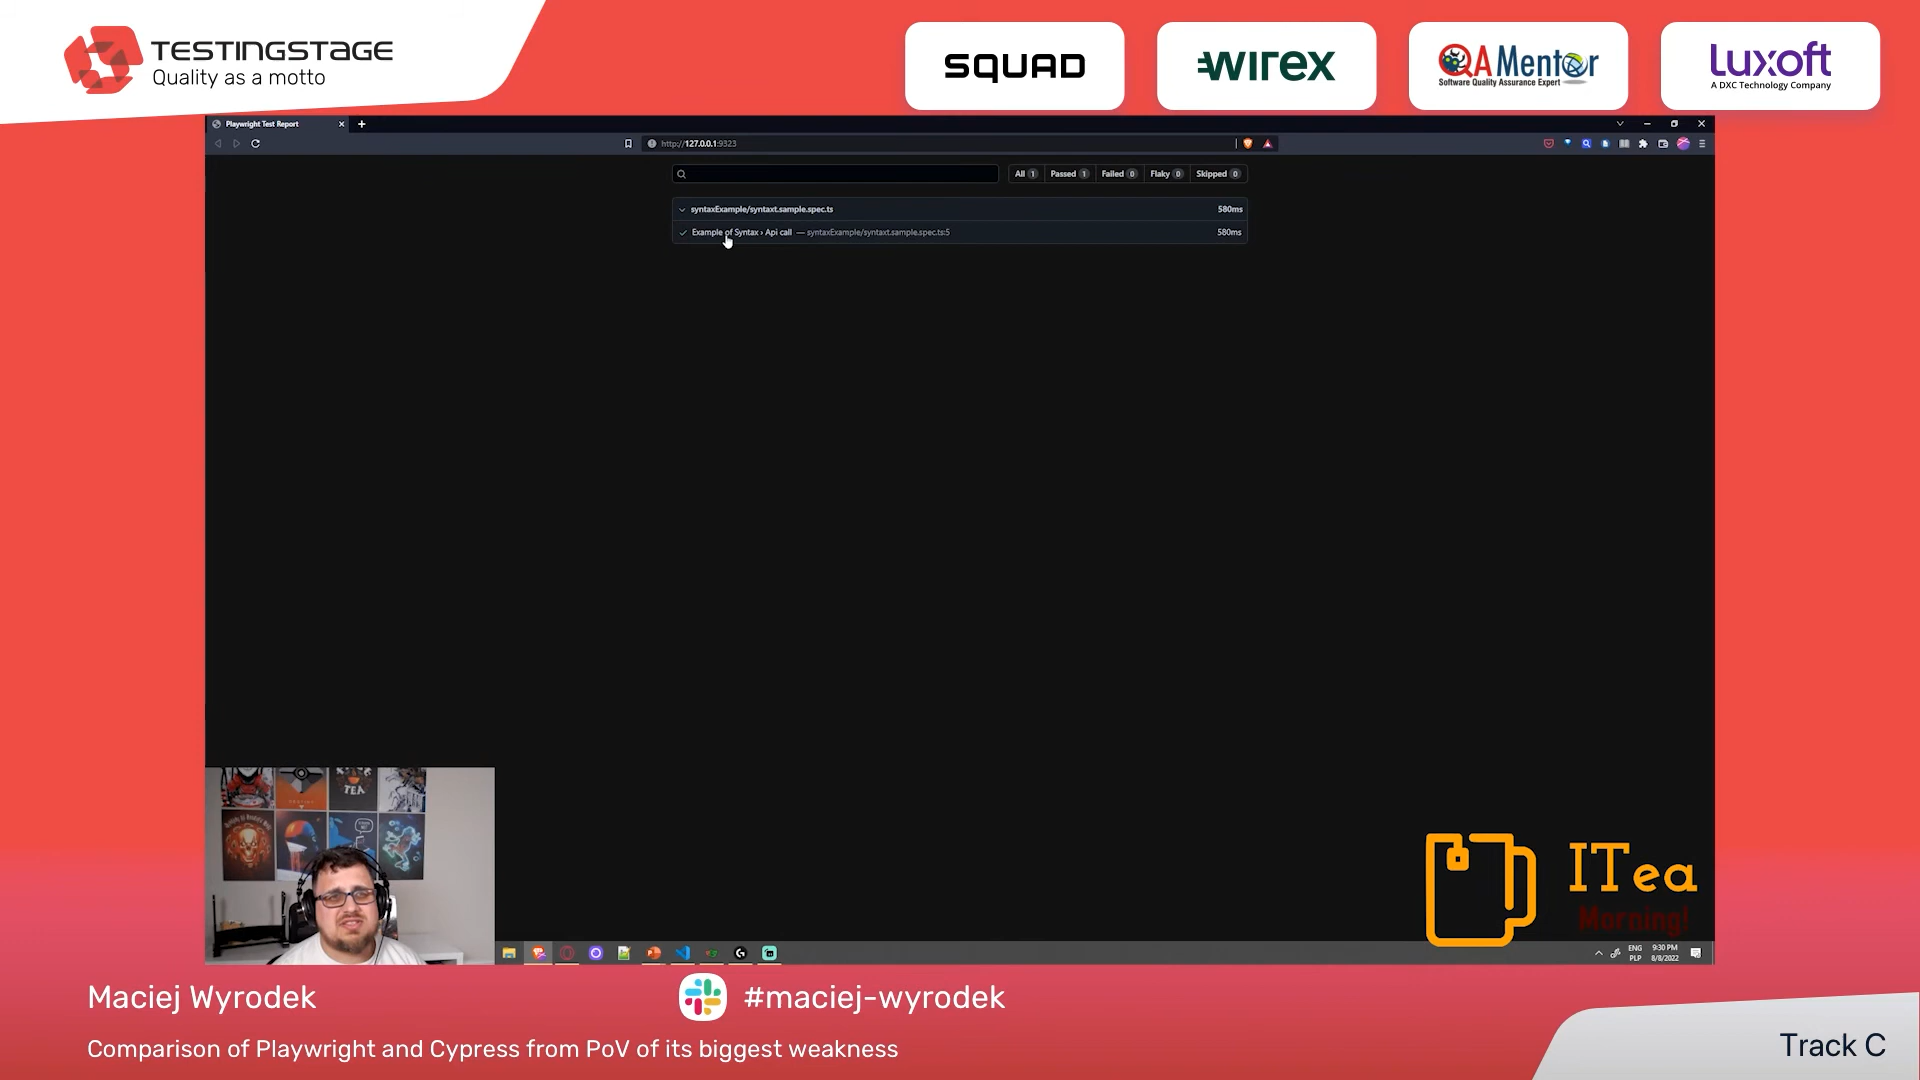 TESTINGSTAGE
Quality as a motto
SQUAD
WIREX
QA Mentor
Software Quality Assurance Expert
Luxoft
A DXC Technology Company
Playwright Test Report
http://127.0.0.1:9323
All 1 Passed 1 Failed 0 Flaky 0 Skipped 0
syntaxExample/syntaxt.sample.spec.ts 580ms
Example of Syntax › Api call — syntaxExample/syntaxt.sample.spec.ts:5 580ms
TEA
ITea
Morning!
ENG 9:30 PM
PLP 8/8/2022
Maciej Wyrodek
#maciej-wyrodek
Comparison of Playwright and Cypress from PoV of its biggest weakness
Track C